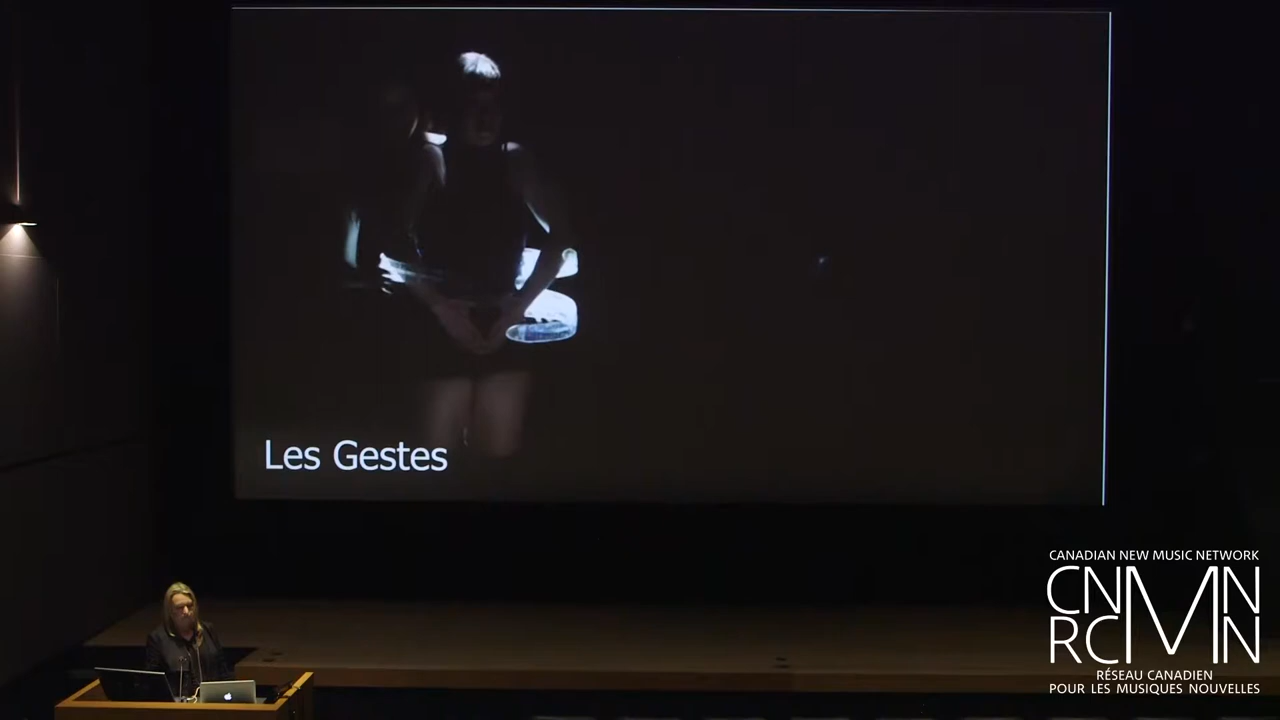 Les Gestes
CANADIAN NEW MUSIC NETWORK
CNMN
RCMN
RÉSEAU CANADIEN
POUR LES MUSIQUES NOUVELLES